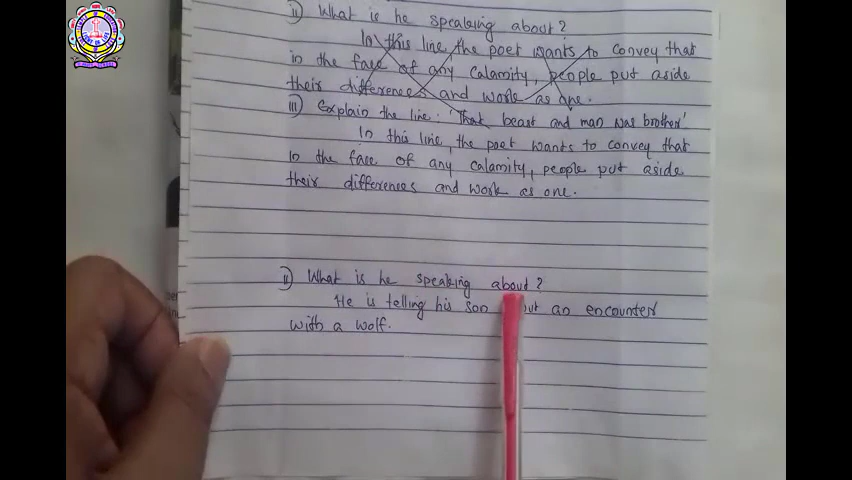 II) What is he speaking about?
In this line, the poet wants to convey that
in the face of any calamity, people put aside
their differences and work as one.
III) Explain the line: 'That beast and man was brother'
In this line, the poet wants to convey that
in the face of any calamity, people put aside
their differences and work as one.
II) What is he speaking about?
He is telling his son out an encounter
with a wolf.